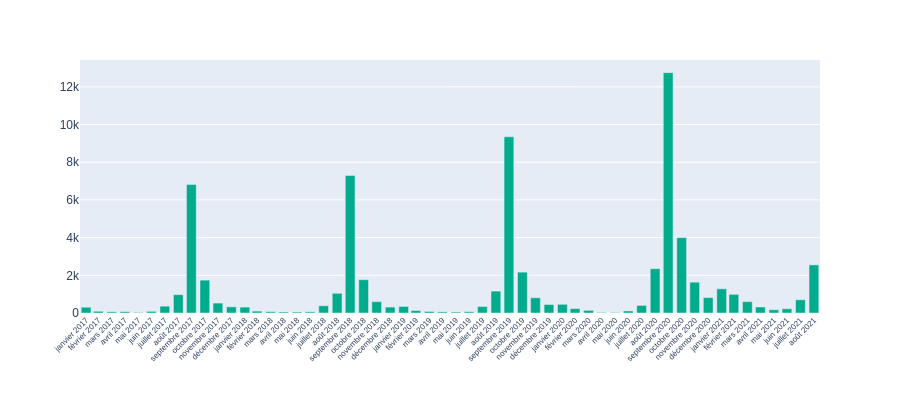 12k
10k
8k
6k
4k
2k
0
janvier 2017
février 2017
mars 2017
avril 2017
mai 2017
juin 2017
juillet 2017
août 2017
septembre 2017
octobre 2017
novembre 2017
décembre 2017
janvier 2018
février 2018
mars 2018
avril 2018
mai 2018
juin 2018
juillet 2018
août 2018
septembre 2018
octobre 2018
novembre 2018
décembre 2018
janvier 2019
février 2019
mars 2019
avril 2019
mai 2019
juin 2019
juillet 2019
août 2019
septembre 2019
octobre 2019
novembre 2019
décembre 2019
janvier 2020
février 2020
mars 2020
avril 2020
mai 2020
juin 2020
juillet 2020
août 2020
septembre 2020
octobre 2020
novembre 2020
décembre 2020
janvier 2021
février 2021
mars 2021
avril 2021
mai 2021
juin 2021
juillet 2021
août 2021